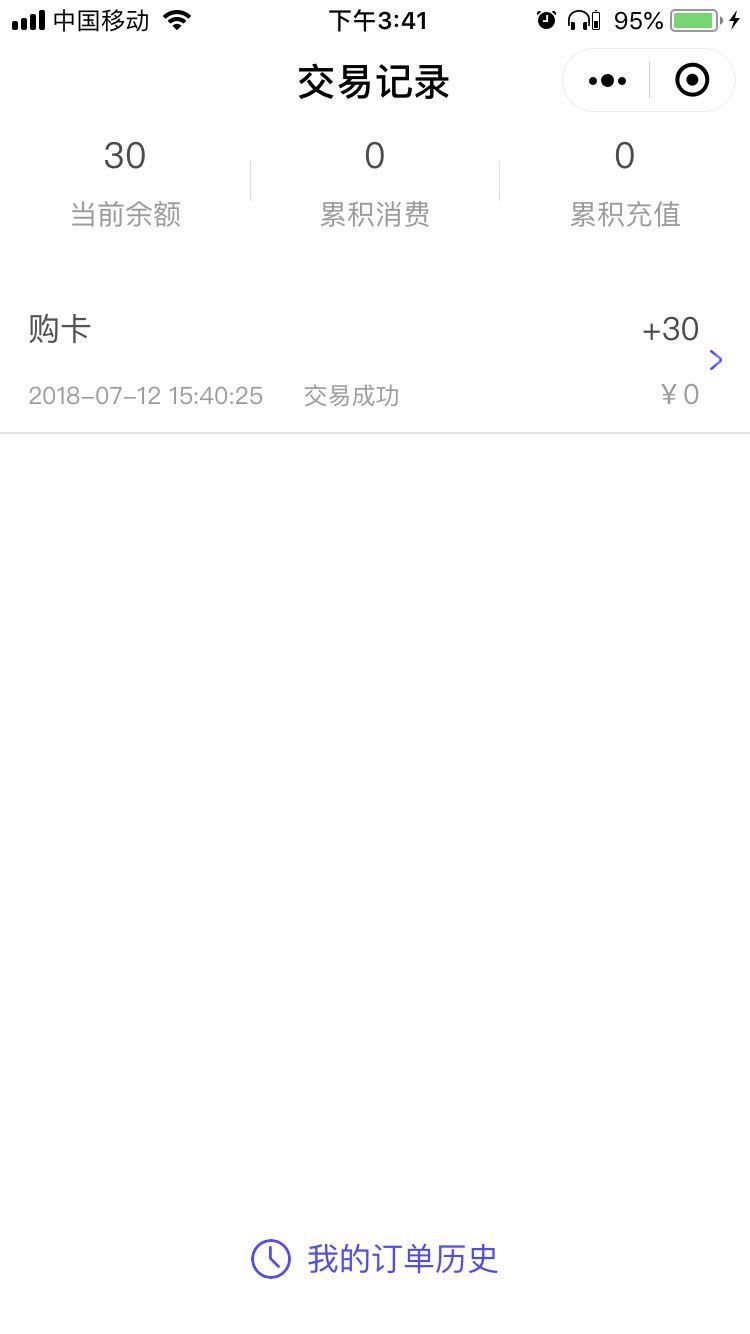 中国移动 下午3:41 95%
交易记录
30 0 0
当前余额 累积消费 累积充值
购卡 +30
2018-07-12 15:40:25 交易成功 ¥0
我的订单历史